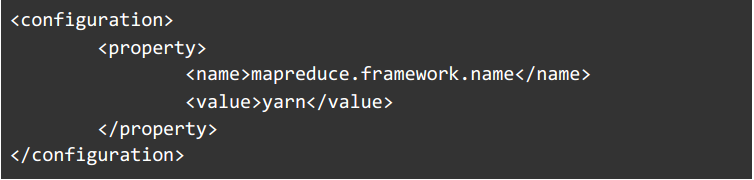 <configuration>
<property>
<name>mapreduce.framework.name</name>
<value>yarn</value>
</property>
</configuration>